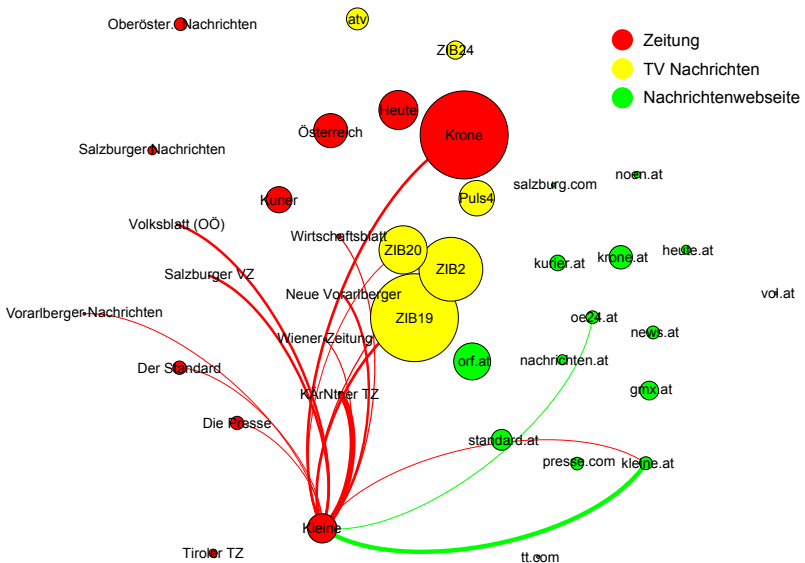 atv
Oberöster. Nachrichten
ZIB24
Zeitung
TV Nachrichten
Nachrichtenwebseite
Heute
Österreich
Krone
Salzburger Nachrichten
noen.at
salzburg.com
Kurier
Puls4
Volksblatt (OÖ)
Wirtschaftsblatt
ZIB20
heute.at
krone.at
kurier.at
ZIB2
Salzburger VZ
Neue Vorarlberger
vol.at
Vorarlberger Nachrichten
ZIB19
oe24.at
news.at
Wiener Zeitung
orf.at
nachrichten.at
Der Standard
KÄrNtner TZ
gmx.at
Die Presse
standard.at
presse.com
kleine.at
Kleine
Tiroler TZ
tt.com